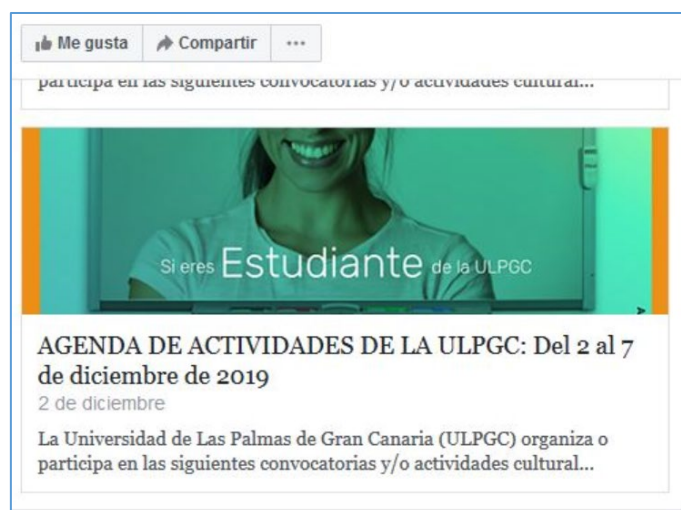 Me gusta Compartir ...
participa en las siguientes convocatorias y/o actividades cultural...
Si eres Estudiante de la ULPGC
AGENDA DE ACTIVIDADES DE LA ULPGC: Del 2 al 7
de diciembre de 2019
2 de diciembre
La Universidad de Las Palmas de Gran Canaria (ULPGC) organiza o
participa en las siguientes convocatorias y/o actividades cultural...